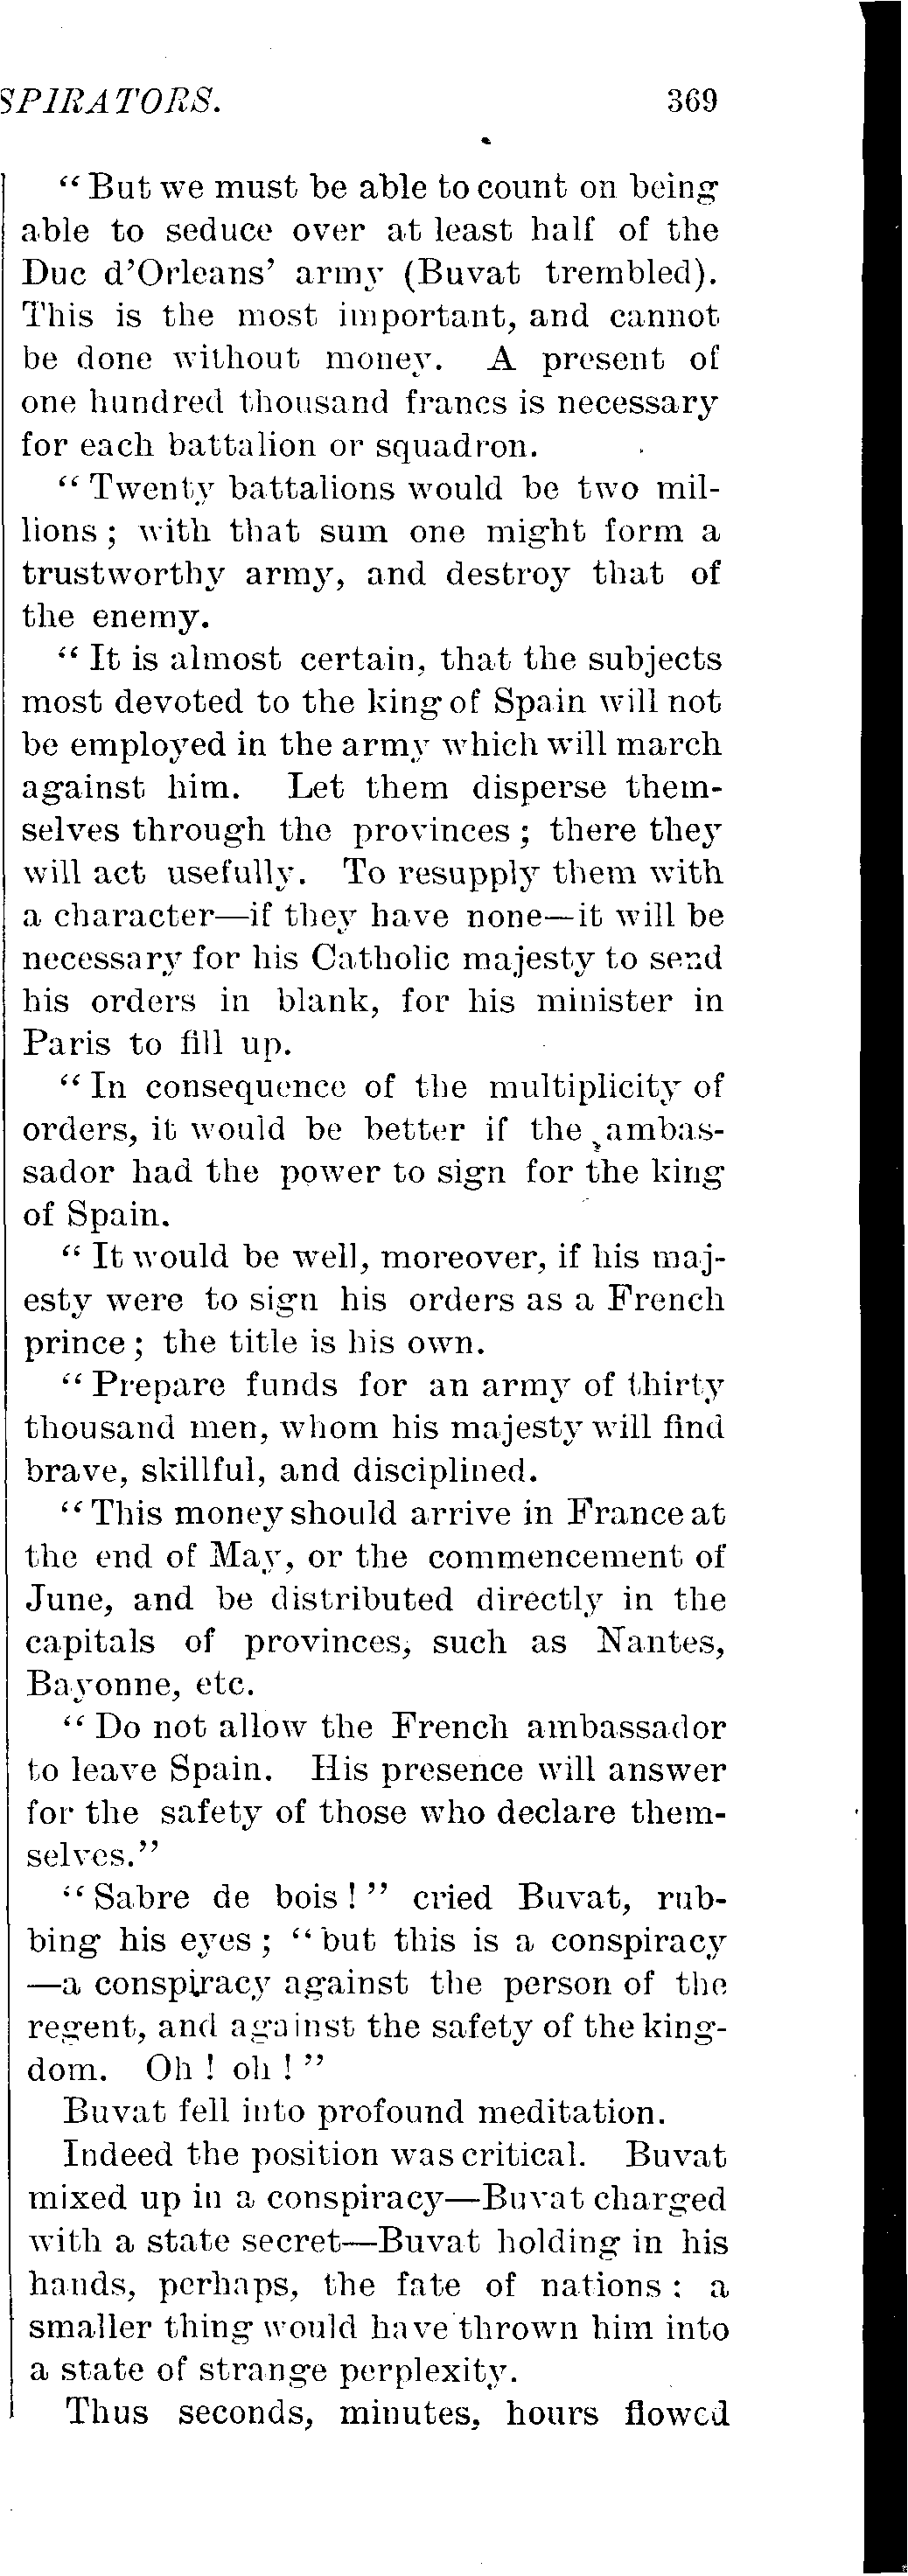 SPIRATORS. 369
“But we must be able to count on being
able to seduce over at least half of the
Duc d’Orleans’ army (Buvat trembled).
This is the most important, and cannot
be done without money. A present of
one hundred thousand francs is necessary
for each battalion or squadron.
“Twenty battalions would be two mil-
lions; with that sum one might form a
trustworthy army, and destroy that of
the enemy.
“It is almost certain, that the subjects
most devoted to the king of Spain will not
be employed in the army which will march
against him. Let them disperse them-
selves through the provinces; there they
will act usefully. To resupply them with
a character—if they have none—it will be
necessary for his Catholic majesty to send
his orders in blank, for his minister in
Paris to fill up.
“In consequence of the multiplicity of
orders, it would be better if the ambas-
sador had the power to sign for the king
of Spain.
“It would be well, moreover, if his maj-
esty were to sign his orders as a French
prince; the title is his own.
“Prepare funds for an army of thirty
thousand men, whom his majesty will find
brave, skillful, and disciplined.
“This money should arrive in France at
the end of May, or the commencement of
June, and be distributed directly in the
capitals of provinces, such as Nantes,
Bayonne, etc.
“Do not allow the French ambassador
to leave Spain. His presence will answer
for the safety of those who declare them-
selves.”
“Sabre de bois!” cried Buvat, rub-
bing his eyes; “but this is a conspiracy
—a conspiracy against the person of the
regent, and against the safety of the king-
dom. Oh! oh!”
Buvat fell into profound meditation.
Indeed the position was critical. Buvat
mixed up in a conspiracy—Buvat charged
with a state secret—Buvat holding in his
hands, perhaps, the fate of nations: a
smaller thing would have thrown him into
a state of strange perplexity.
Thus seconds, minutes, hours flowed